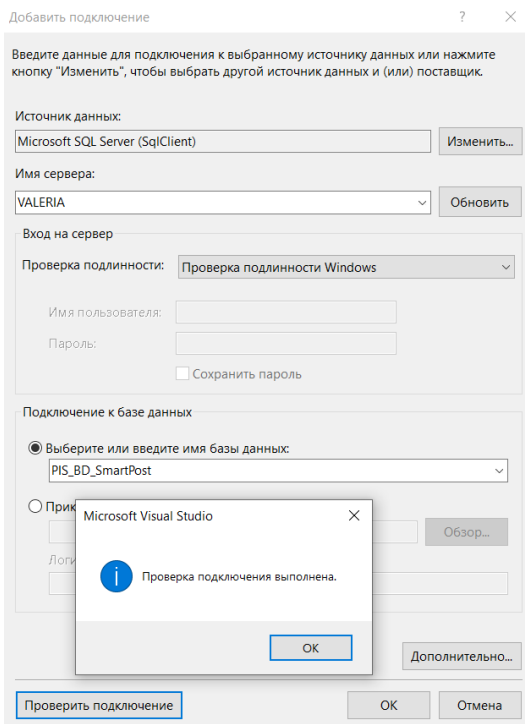 Добавить подключение
?
Введите данные для подключения к выбранному источнику данных или нажмите
кнопку "Изменить", чтобы выбрать другой источник данных и (или) поставщик.
Источник данных:
Microsoft SQL Server (SqlClient)
Изменить...
Имя сервера:
VALERIA
Обновить
Вход на сервер
Проверка подлинности:
Проверка подлинности Windows
Имя пользователя:
Пароль:
Сохранить пароль
Подключение к базе данных
Выберите или введите имя базы данных:
PIS_BD_SmartPost
Обзор...
Microsoft Visual Studio
Проверка подключения выполнена.
OK
Дополнительно...
Проверить подключение
OK
Отмена